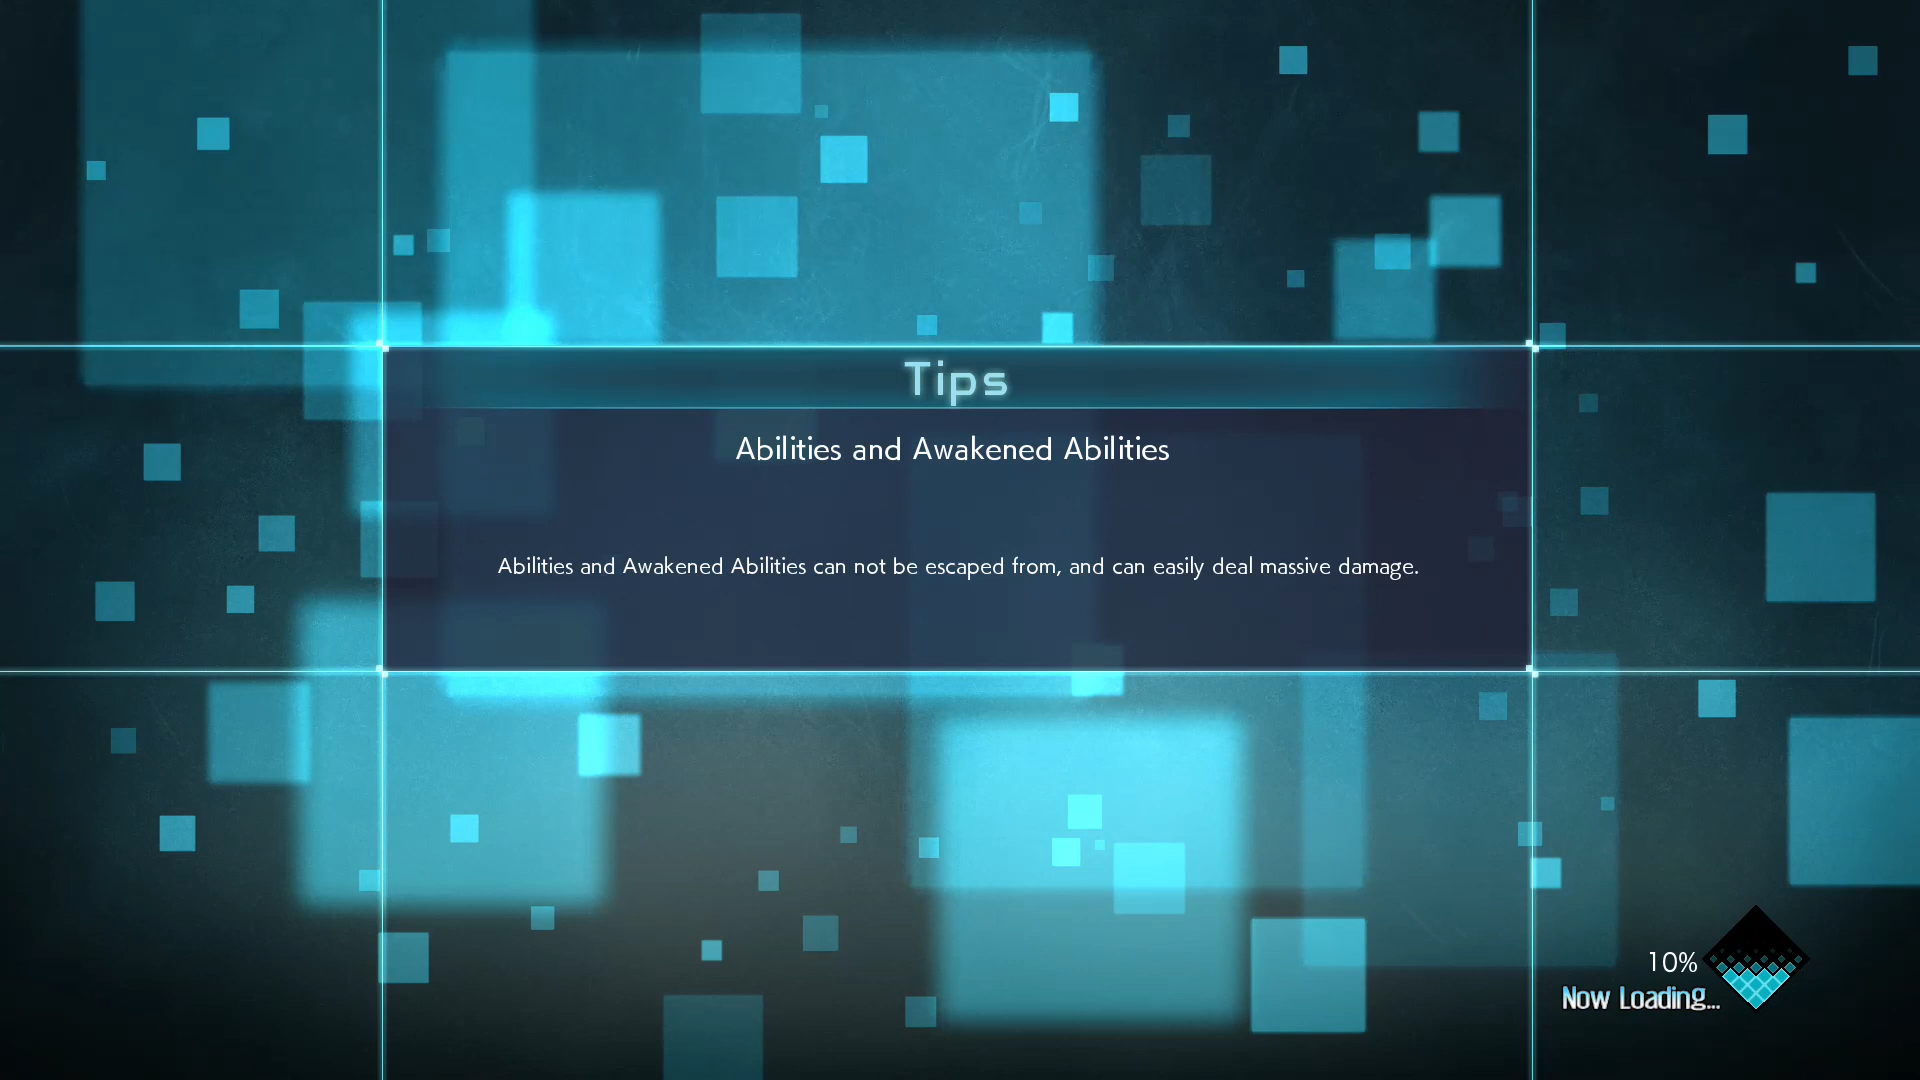 Tips
Abilities and Awakened Abilities
Abilities and Awakened Abilities can not be escaped from, and can easily deal massive damage.
10%
Now Loading...